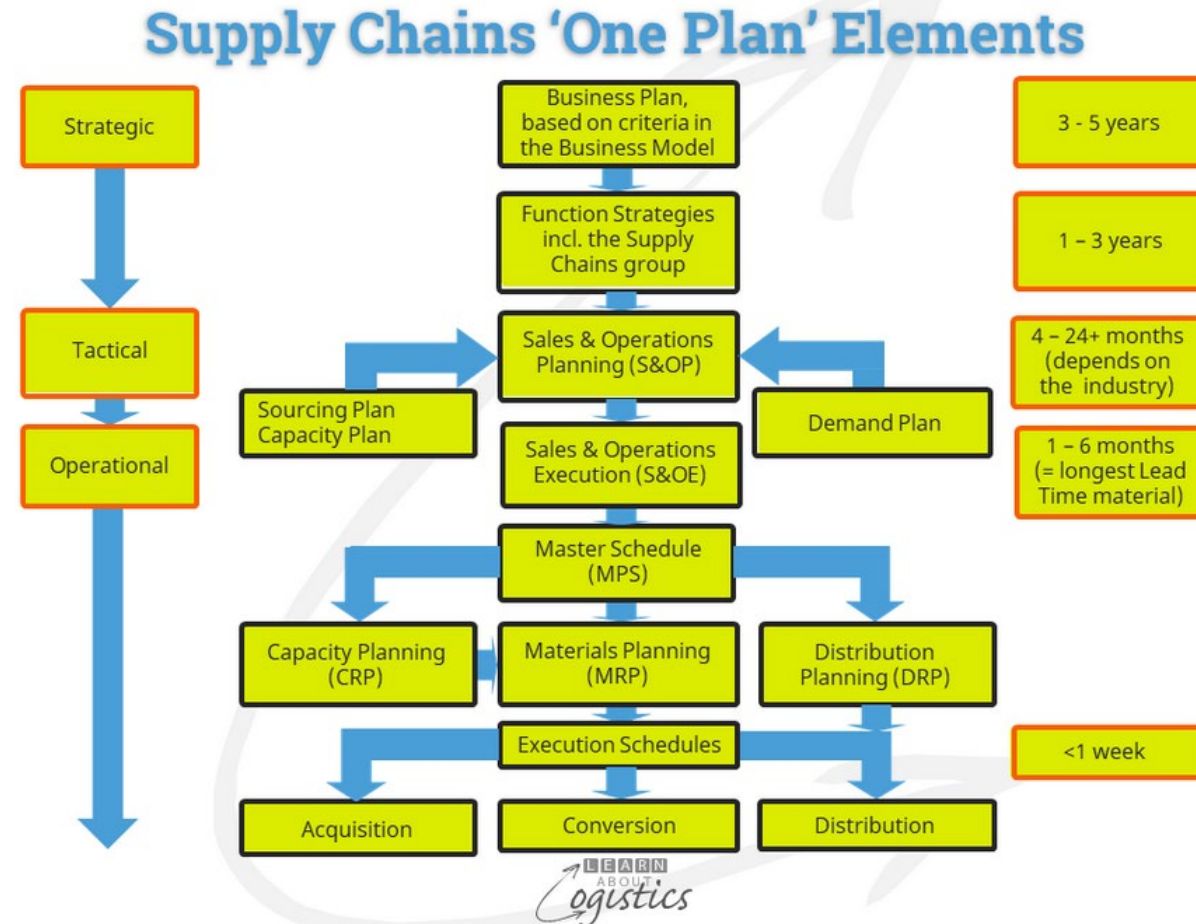 Supply Chains ‘One Plan’ Elements
Strategic
Business Plan,
based on criteria in
the Business Model
3 - 5 years
Function Strategies
incl. the Supply
Chains group
1 – 3 years
Tactical
Sales & Operations
Planning (S&OP)
4 – 24+ months
(depends on
the industry)
Sourcing Plan
Capacity Plan
Demand Plan
Operational
Sales & Operations
Execution (S&OE)
1 – 6 months
(= longest Lead
Time material)
Master Schedule
(MPS)
Capacity Planning
(CRP)
Materials Planning
(MRP)
Distribution
Planning (DRP)
Execution Schedules
<1 week
Acquisition
Conversion
Distribution
LEARN
ABOUT
Logistics